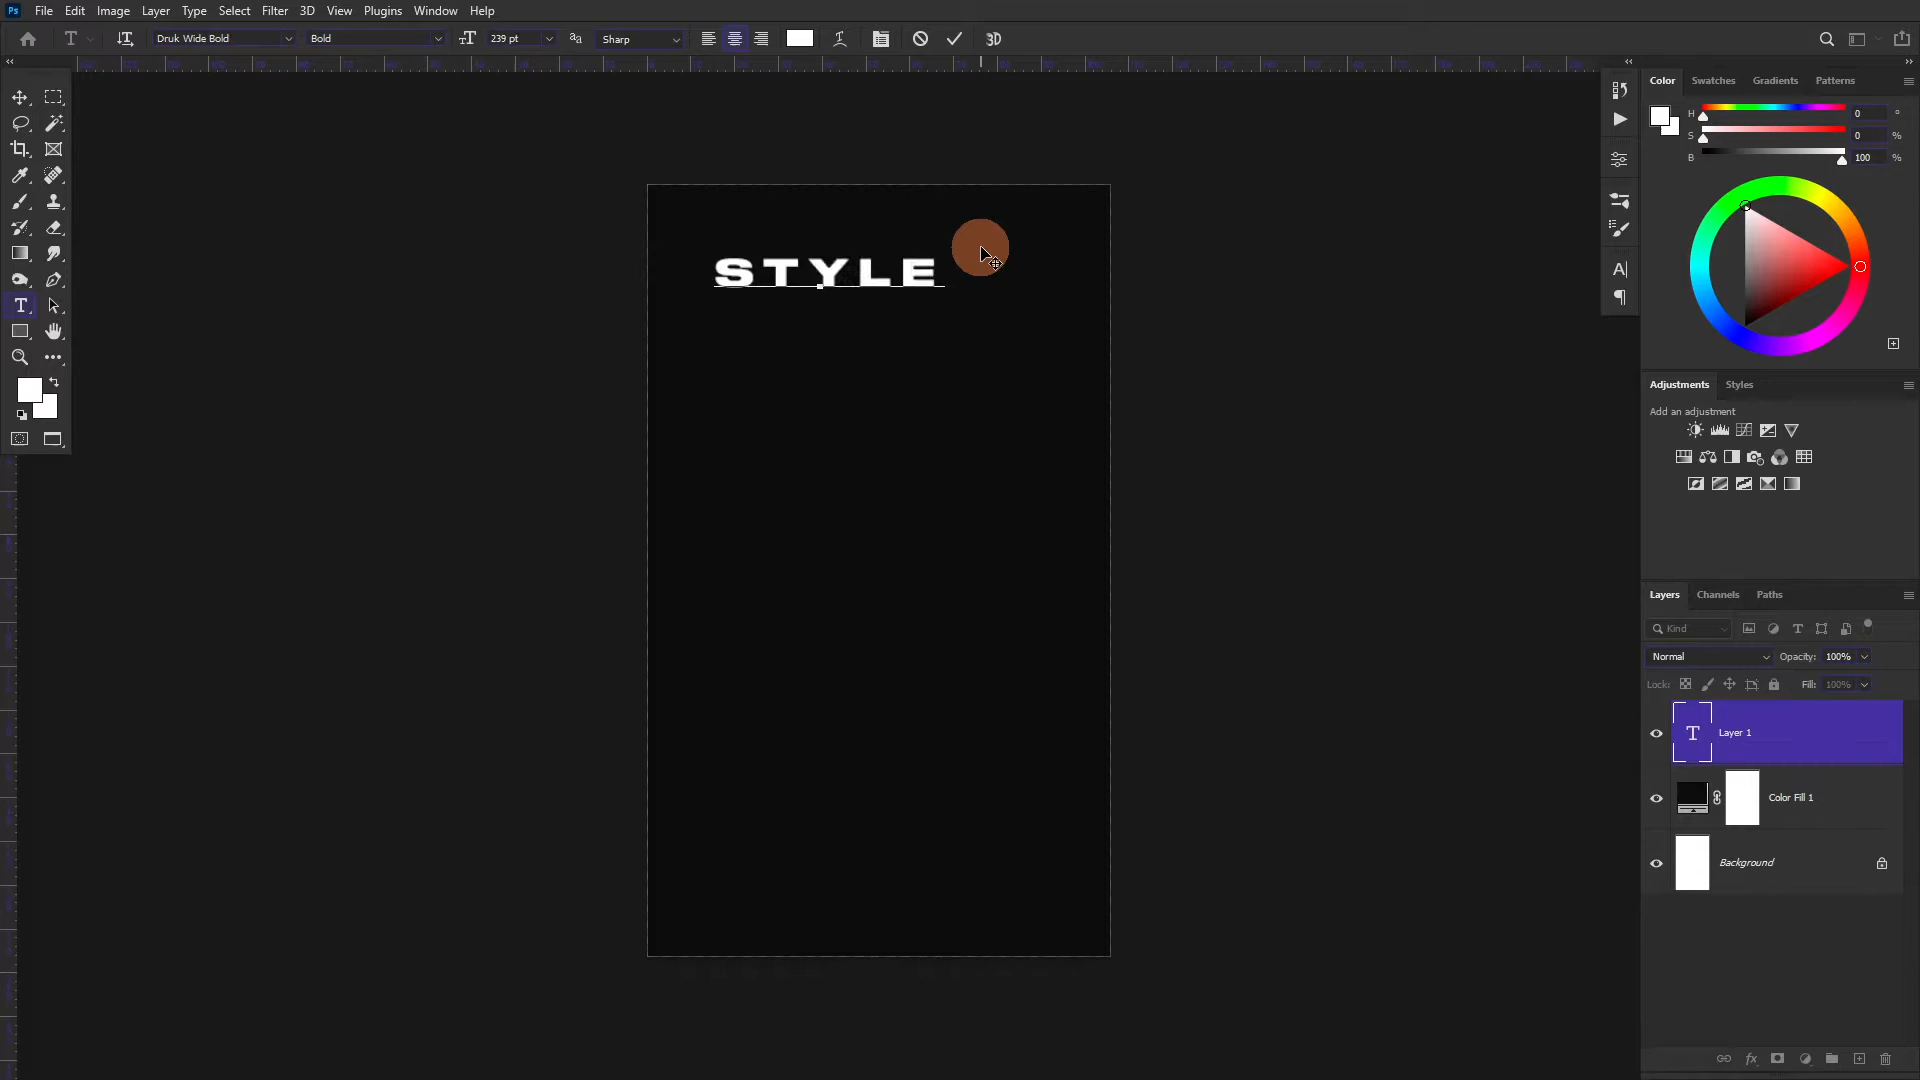 Ps File Edit Image Layer Type Select Filter 3D View Plugins Window Help
T Druk Wide Bold Bold 239 pt Sharp 3D
Color Swatches Gradients Patterns
H 0 °
S 0 %
B 100 %
STYLE
Adjustments Styles
Add an adjustment
Layers Channels Paths
Kind
Normal Opacity: 100%
Lock: Fill: 100%
T Layer 1
Color Fill 1
Background